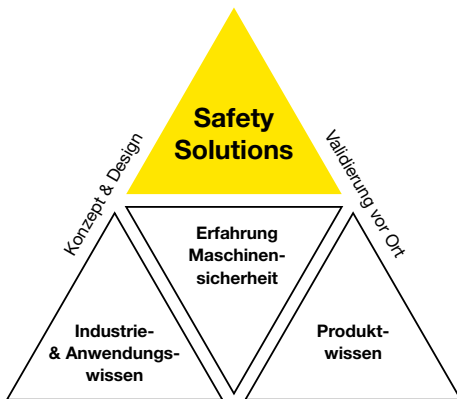 Safety
Solutions
Konzept & Design
Validierung vor Ort
Erfahrung
Maschinen-
sicherheit
Industrie-
& Anwendungs-
wissen
Produkt-
wissen